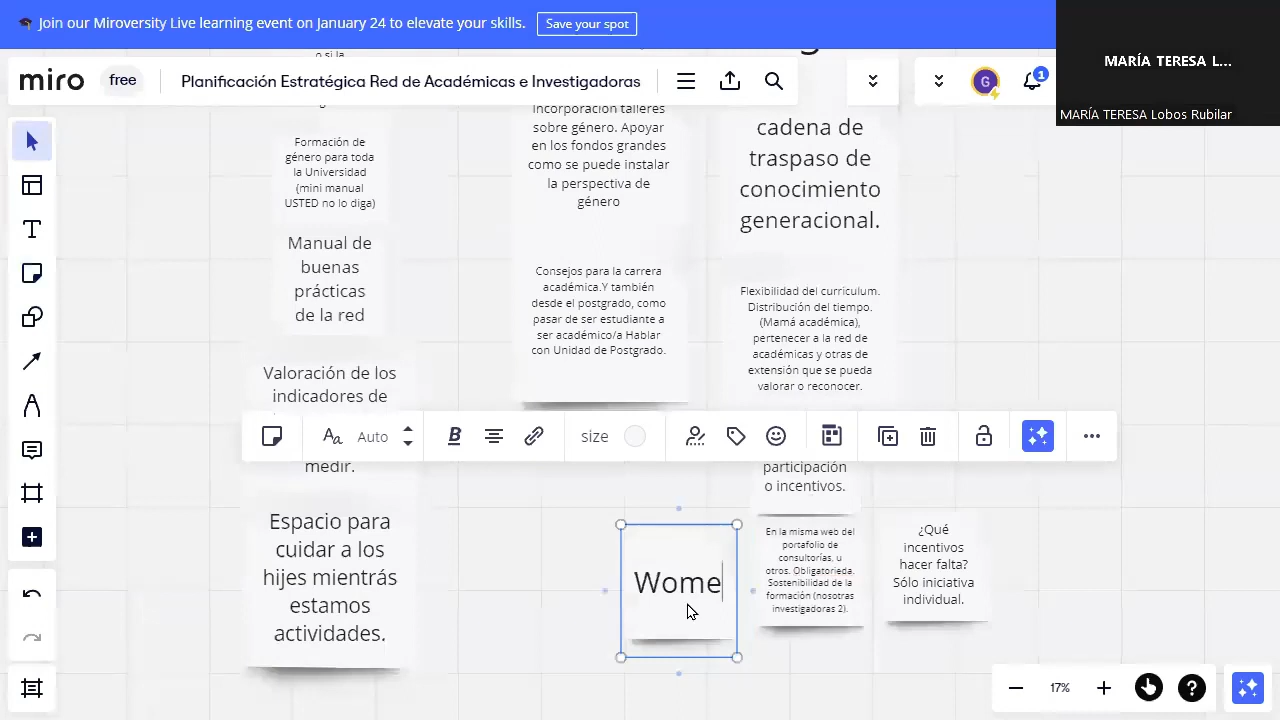 Join our Miroversity Live learning event on January 24 to elevate your skills.
Save your spot
MARÍA TERESA L...
MARÍA TERESA Lobos Rubilar
miro
free
Planificación Estratégica Red de Académicas e Investigadoras
G
1
o si la
Formación de
género para toda
la Universidad
(mini manual
USTED no lo diga)
Manual de
buenas
prácticas
de la red
Valoración de los
indicadores de
medir.
Espacio para
cuidar a los
hijes mientrás
estamos
actividades.
Incorporación talleres
sobre género. Apoyar
en los fondos grandes
como se puede instalar
la perspectiva de
género
Consejos para la carrera
académica.Y también
desde el postgrado, como
pasar de ser estudiante a
ser académico/a Hablar
con Unidad de Postgrado.
cadena de
traspaso de
conocimiento
generacional.
Flexibilidad del curriculum.
Distribución del tiempo.
(Mamá académica),
pertenecer a la red de
académicas y otras de
extensión que se pueda
valorar o reconocer.
Auto
B
size
participación
o incentivos.
Wome
En la misma web del
portafolio de
consultorías, u
otros. Obligatorieda.
Sostenibilidad de la
formación (nosotras
investigadoras 2).
¿Qué
incentivos
hacer falta?
Sólo iniciativa
individual.
17%